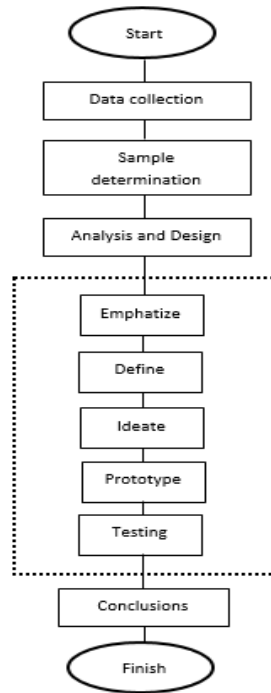 Start
Data collection
Sample
determination
Analysis and Design
Emphatize
Define
Ideate
Prototype
Testing
Conclusions
Finish